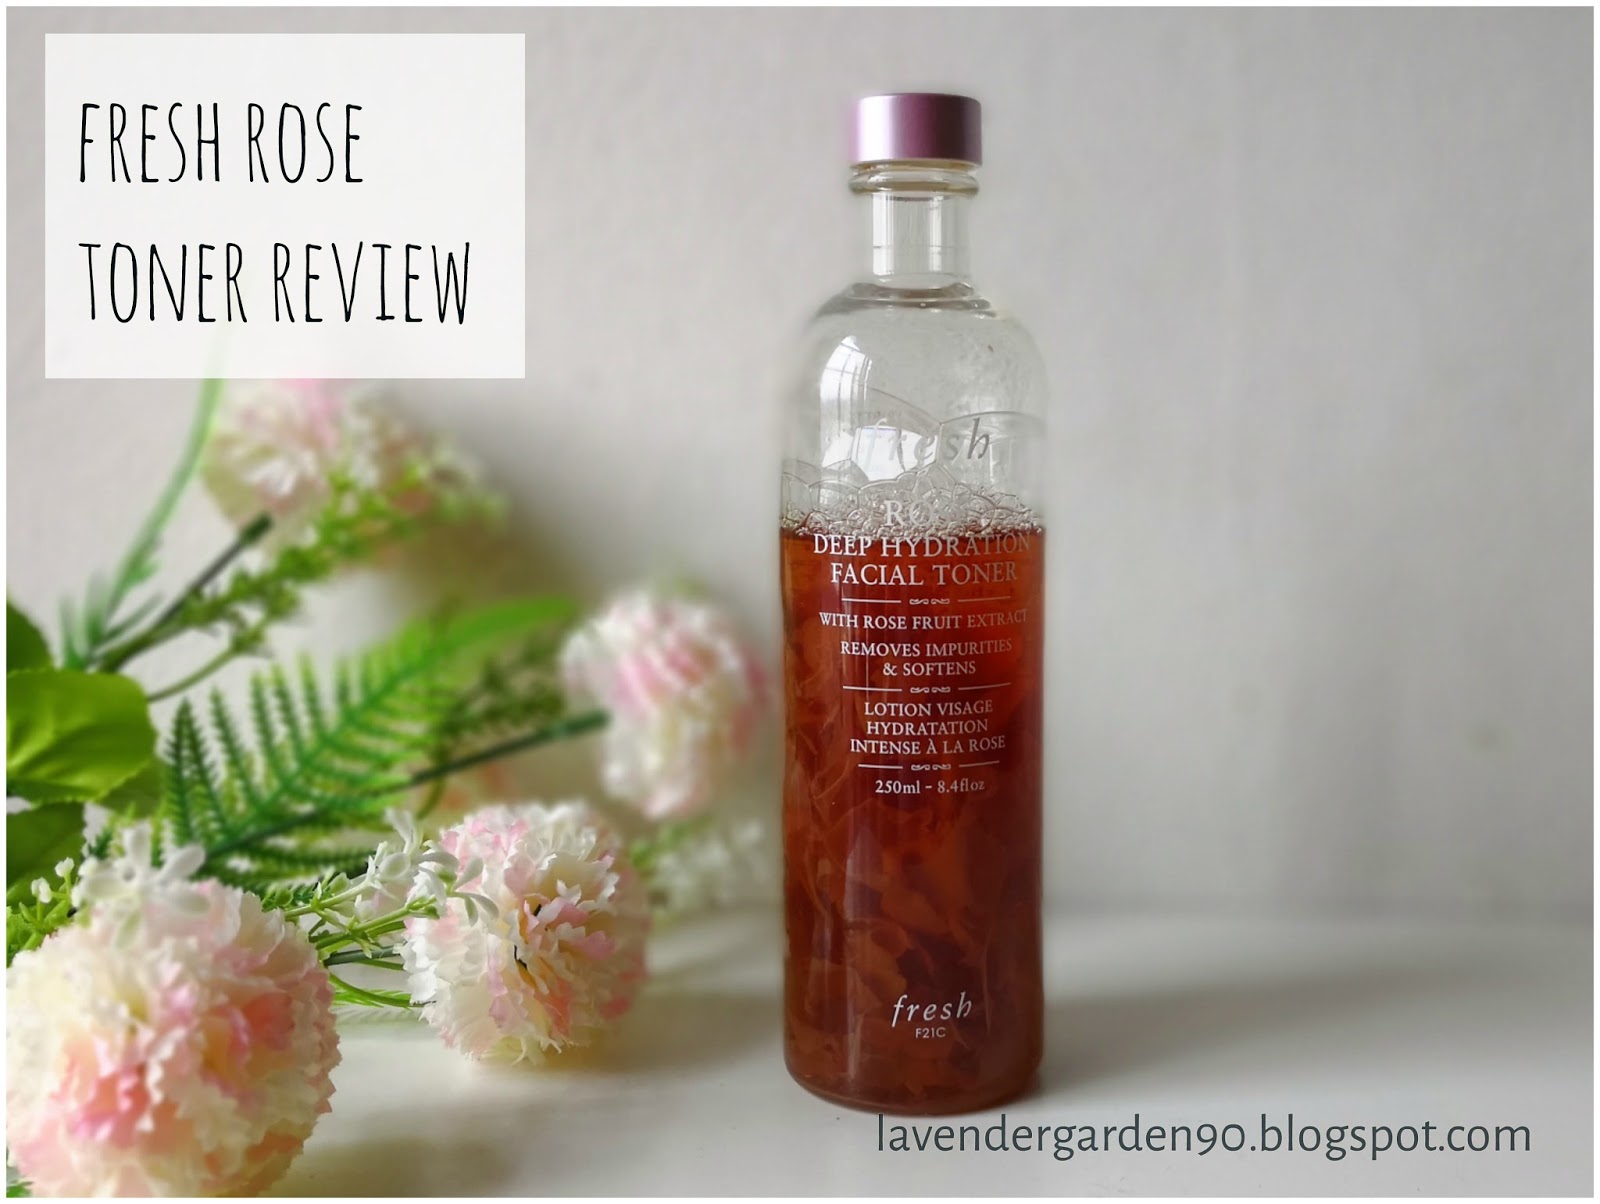 FRESH ROSE
TONER REVIEW
fresh
DEEP HYDRATION
FACIAL TONER
WITH ROSE FRUIT EXTRACT
REMOVES IMPURITIES
& SOFTENS
LOTION VISAGE
HYDRATATION
INTENSE À LA ROSE
250ml - 8.4fl oz
fresh
F21C
lavendergarden90.blogspot.com